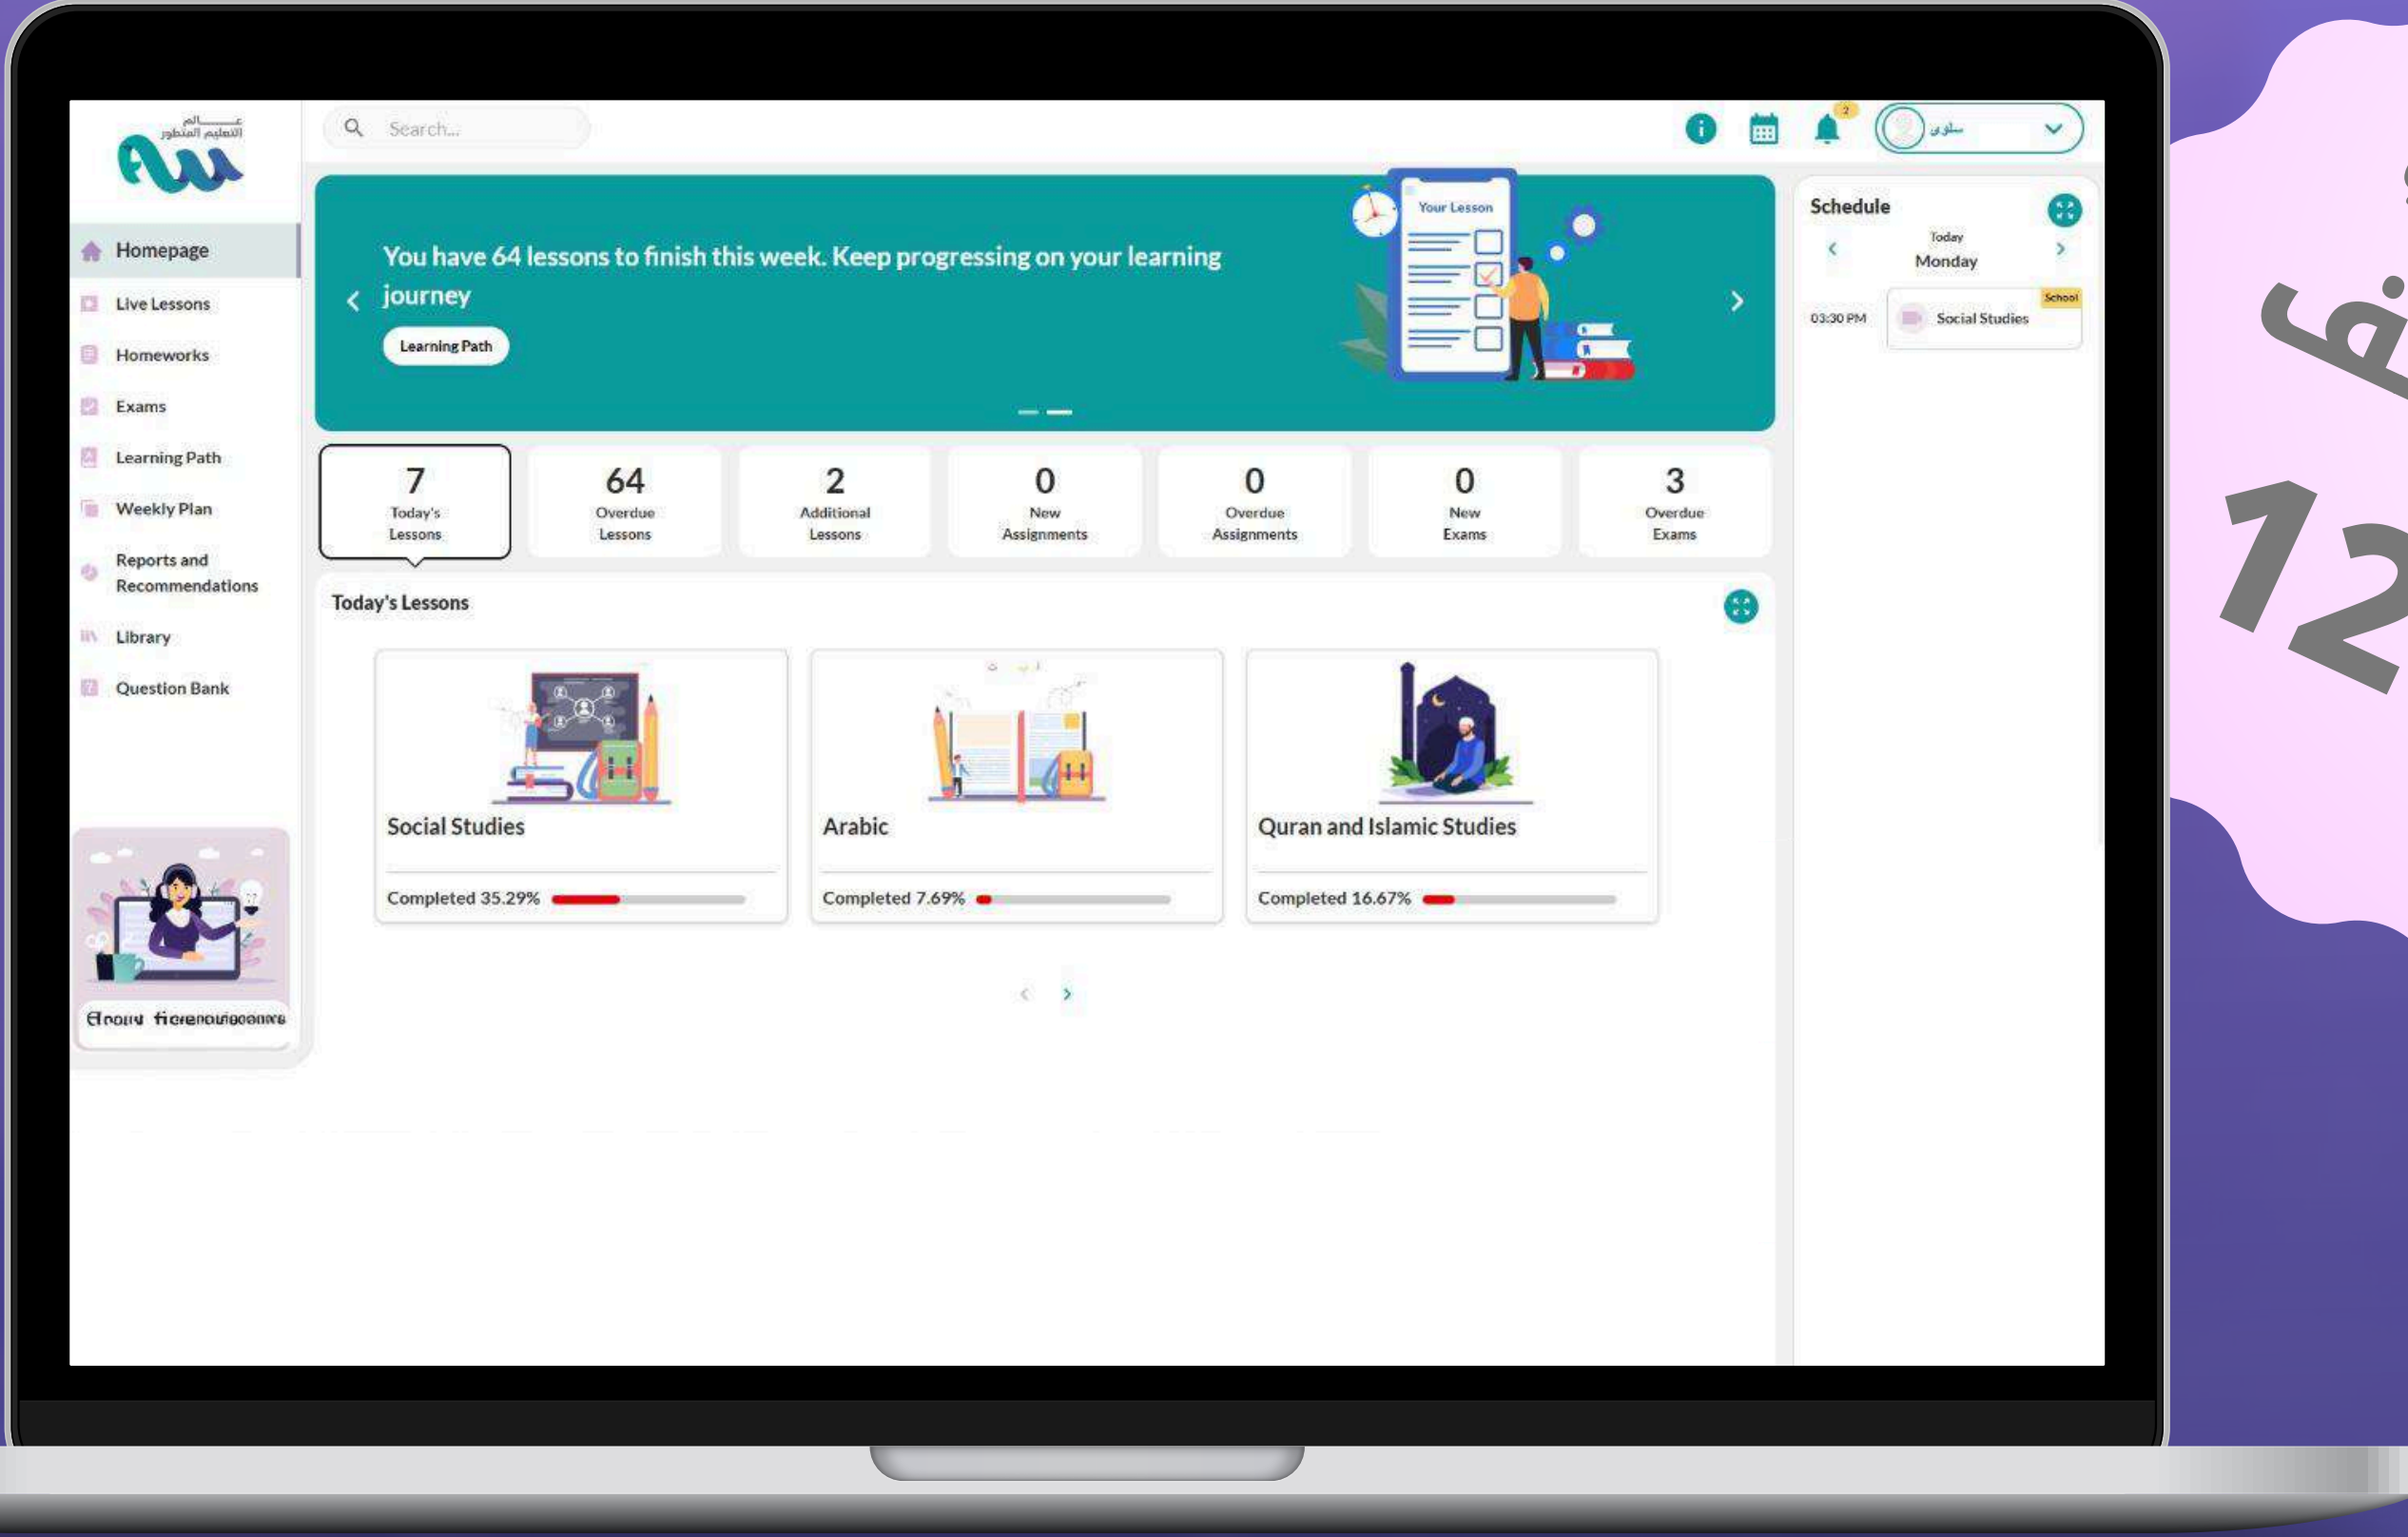 عــــالم
التعليم المتطور
Search...
2
سلوى
Homepage
Live Lessons
Homeworks
Exams
Learning Path
Weekly Plan
Reports and
Recommendations
Library
Question Bank
You have 64 lessons to finish this week. Keep progressing on your learning
journey
Learning Path
Your Lesson
Schedule
Today
Monday
03:30 PM
Social Studies
School
7
Today's
Lessons
64
Overdue
Lessons
2
Additional
Lessons
0
New
Assignments
0
Overdue
Assignments
0
New
Exams
3
Overdue
Exams
Today's Lessons
Social Studies
Completed 35.29%
أ ب ت
Arabic
Completed 7.69%
Quran and Islamic Studies
Completed 16.67%
12